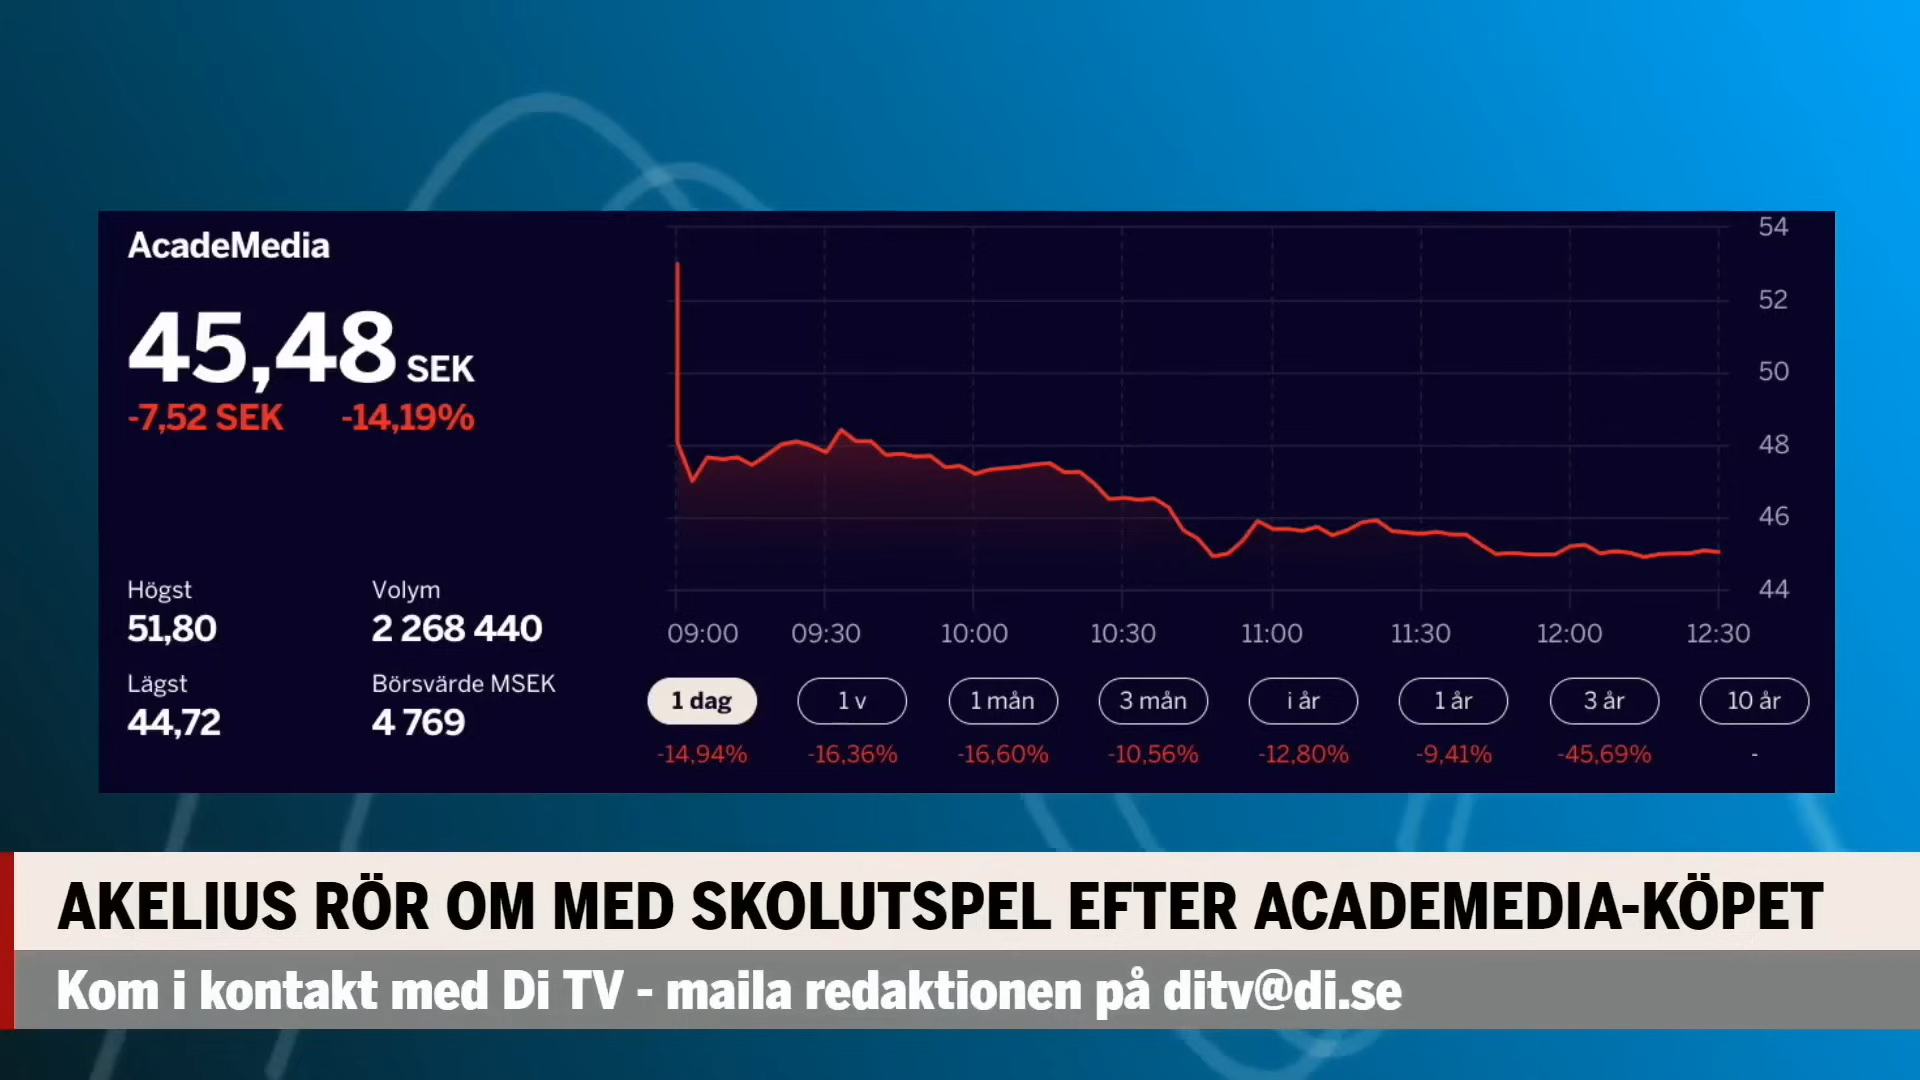 AcadeMedia
45,48 SEK
-7,52 SEK -14,19%
Högst Volym
51,80 2 268 440
Lägst Börsvärde MSEK
44,72 4 769
54
52
50
48
46
44
09:00 09:30 10:00 10:30 11:00 11:30 12:00 12:30
1 dag 1 v 1 mån 3 mån i år 1 år 3 år 10 år
-14,94% -16,36% -16,60% -10,56% -12,80% -9,41% -45,69% -
AKELIUS RÖR OM MED SKOLUTSPEL EFTER ACADEMEDIA-KÖPET
Kom i kontakt med Di TV - maila redaktionen på ditv@di.se